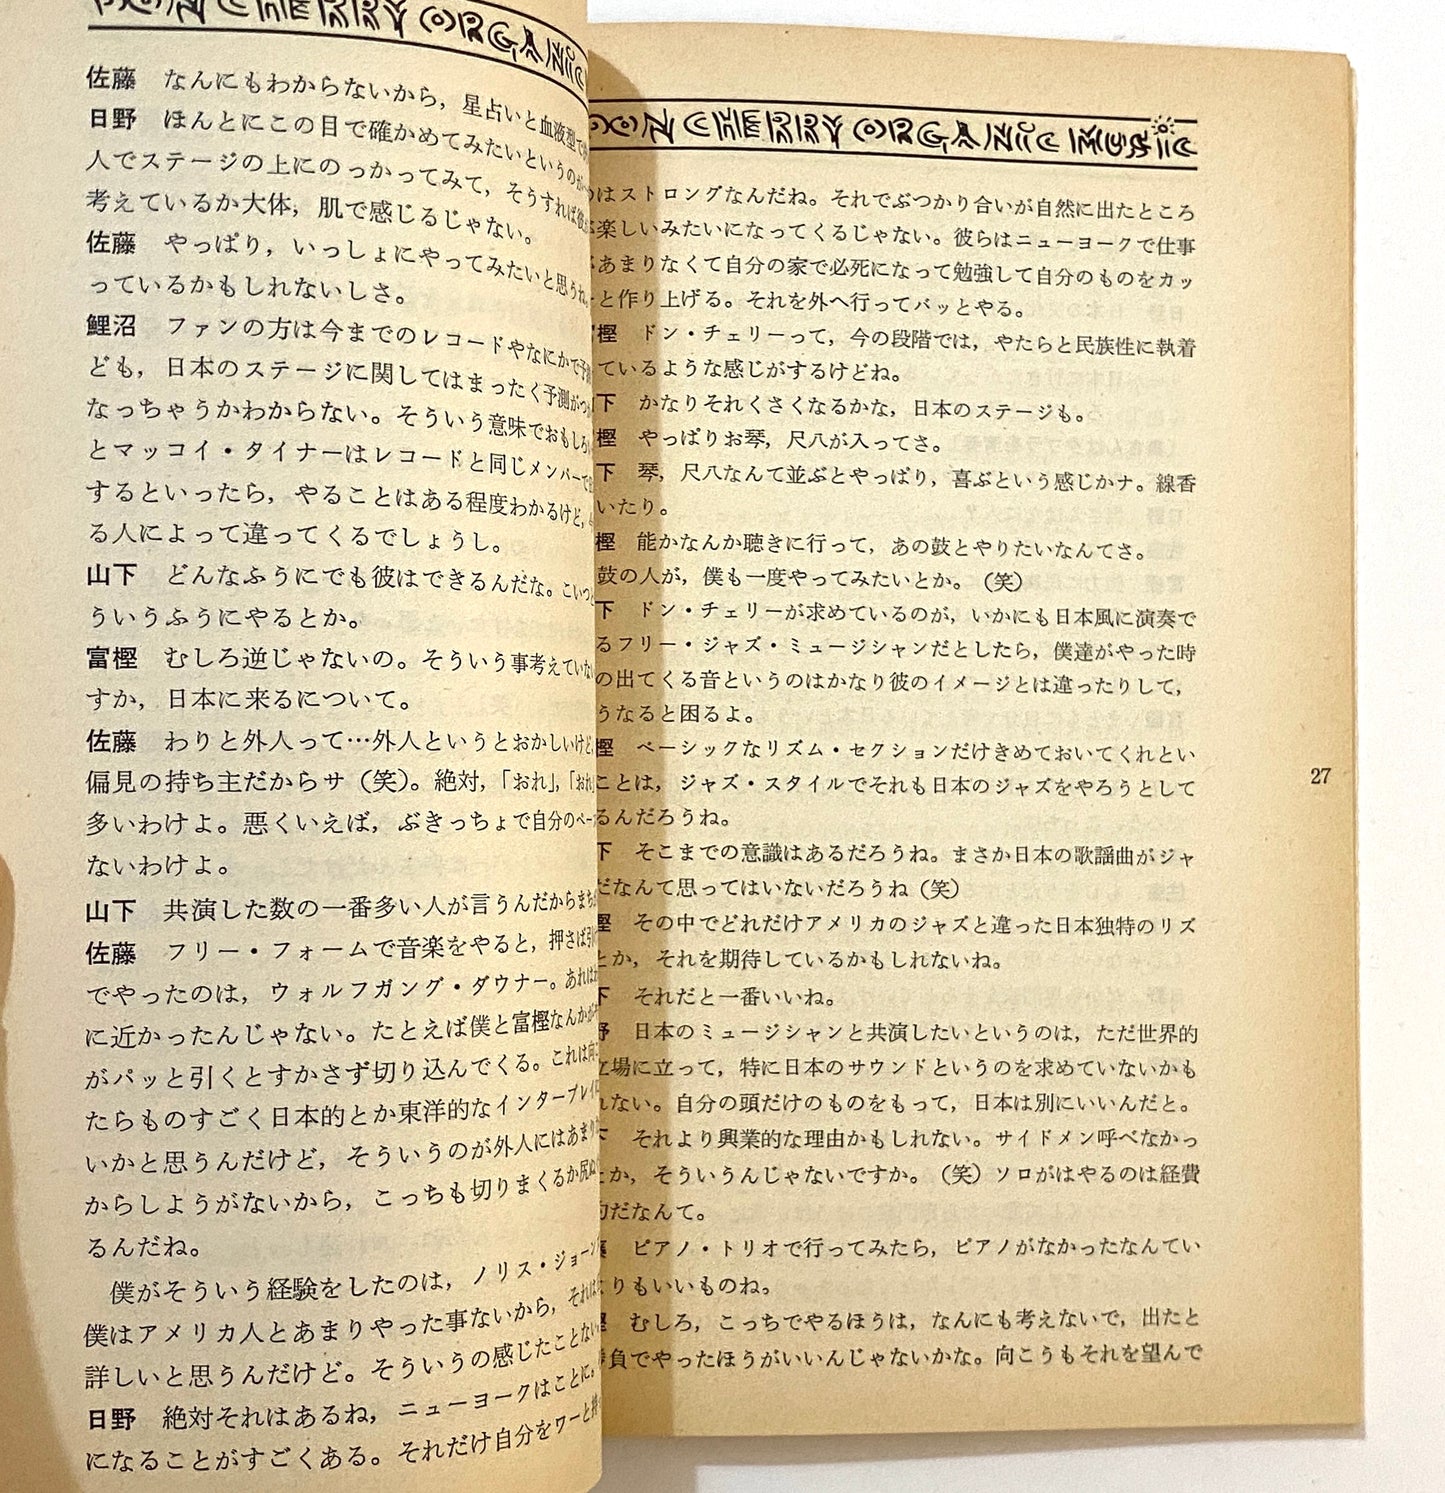 DON CHERRY ORGANIC
佐藤　なんにもわからないから，星占いと血液型で
日野　ほんとにこの目で確かめてみたいというのが
人でステージの上にのっかってみて，そうすれば彼
考えているか大体，肌で感じるじゃない。
佐藤　やっぱり，いっしょにやってみたいと思うね。
っているかもしれないしさ。
鯉沼　ファンの方は今までのレコードやなにかで予
ども，日本のステージに関してはまったく予測がつ
なっちゃうかわからない。そういう意味でおもしろ
とマッコイ・タイナーはレコードと同じメンバーで
するといったら，やることはある程度わかるけど，
る人によって違ってくるでしょうし。
山下　どんなふうにでも彼はできるんだな。こいつと
ういうふうにやるとか。
富樫　むしろ逆じゃないの。そういう事考えていな
すか，日本に来るについて。
佐藤　わりと外人って…外人というとおかしいけど，
偏見の持ち主だからサ（笑）。絶対，「おれ」，「おれ
多いわけよ。悪くいえば，ぶきっちょで自分のペー
ないわけよ。
山下　共演した数の一番多い人が言うんだからまち
佐藤　フリー・フォームで音楽をやると，押さば引
でやったのは，ウォルフガング・ダウナー。あれは
に近かったんじゃない。たとえば僕と富樫なんかが
がパッと引くとすかさず切り込んでくる。これは向
たらものすごく日本的とか東洋的なインタープレイ
いかと思うんだけど，そういうのが外人にはあまり
からしようがないから，こっちも切りまくるか尻ぬ
るんだね。
僕がそういう経験をしたのは，ノリス・ジョーン
僕はアメリカ人とあまりやった事ないから，それは
詳しいと思うんだけど。そういうの感じたことない
日野　絶対それはあるね，ニューヨークはことに。
になることがすごくある。それだけ自分をワーと持
DON CHERRY ORGANIC MUSIC
はストロングなんだね。それでぶつかり合いが自然に出たところ
楽しいみたいになってくるじゃない。彼らはニューヨークで仕事
あまりなくて自分の家で必死になって勉強して自分のものをカッ
ーと作り上げる。それを外へ行ってバッとやる。
樫　ドン・チェリーって，今の段階では，やたらと民族性に執着
ているような感じがするけどね。
下　かなりそれくさくなるかな，日本のステージも。
樫　やっぱりお琴，尺八が入ってさ。
下　琴，尺八なんて並ぶとやっぱり，喜ぶという感じかナ。線香
いたり。
樫　能かなんか聴きに行って，あの鼓とやりたいなんてさ。
鼓の人が，僕も一度やってみたいとか。（笑）
下　ドン・チェリーが求めているのが，いかにも日本風に演奏で
るフリー・ジャズ・ミュージシャンだとしたら，僕達がやった時
の出てくる音というのはかなり彼のイメージとは違ったりして，
うなると困るよ。
樫　ベーシックなリズム・セクションだけきめておいてくれとい
ことは，ジャズ・スタイルでそれも日本のジャズをやろうとして
るんだろうね。
下　そこまでの意識はあるだろうね。まさか日本の歌謡曲がジャ
だなんて思ってはいないだろうね（笑）
樫　その中でどれだけアメリカのジャズと違った日本独特のリズ
とか，それを期待しているかもしれないね。
下　それだと一番いいね。
野　日本のミュージシャンと共演したいというのは，ただ世界的
立場に立って，特に日本のサウンドというのを求めていないかも
れない。自分の頭だけのものをもって，日本は別にいいんだと。
下　それより興業的な理由かもしれない。サイドメン呼べなかっ
とか，そういうんじゃないですか。（笑）ソロがはやるのは経費
だなんて。
藤　ピアノ・トリオで行ってみたら，ピアノがなかったなんてい
よりもいいものね。
樫　むしろ，こっちでやるほうは，なんにも考えないで，出たと
勝負でやったほうがいいんじゃないかな。向こうもそれを望んで
27